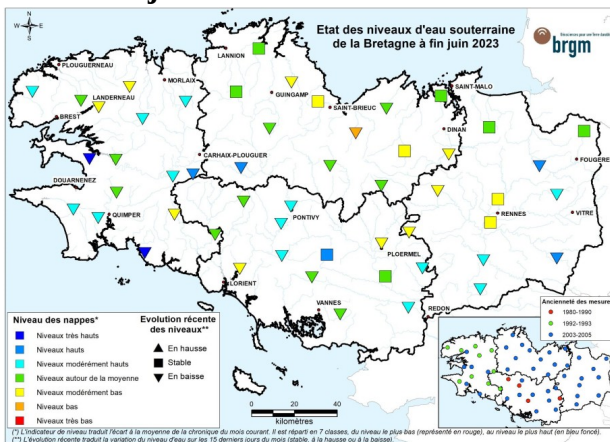 Etat des niveaux d'eau souterraine
de la Bretagne à fin juin 2023
Géosciences pour une Terre durable
brgm
N
W
E
S
PLOUGUERNEAU
LANNION
MORLAIX
SAINT-MALO
GUINGAMP
LANDERNEAU
SAINT-BRIEUC
BREST
DINAN
FOUGERE
CARHAIX-PLOUGUER
DOUARNENEZ
QUIMPER
PONTIVY
RENNES
VITRE
PLOERMEL
LORIENT
VANNES
REDON
Niveau des nappes*
Niveaux très hauts
Niveaux hauts
Niveaux modérément hauts
Niveaux autour de la moyenne
Niveaux modérément bas
Niveaux bas
Niveaux très bas
Evolution récente
des niveaux**
En hausse
Stable
En baisse
0 20 40
kilomètres
Ancienneté des mesure
1980-1990
1992-1993
2003-2005
(*) L'indicateur de niveau traduit l'écart à la moyenne de la chronique du mois courant. Il est réparti en 7 classes, du niveau le plus bas (représenté en rouge), au niveau le plus haut (en bleu foncé).
(**) L'évolution récente traduit la variation du niveau d'eau sur les 15 derniers jours du mois (stable, à la hausse ou à la baisse).